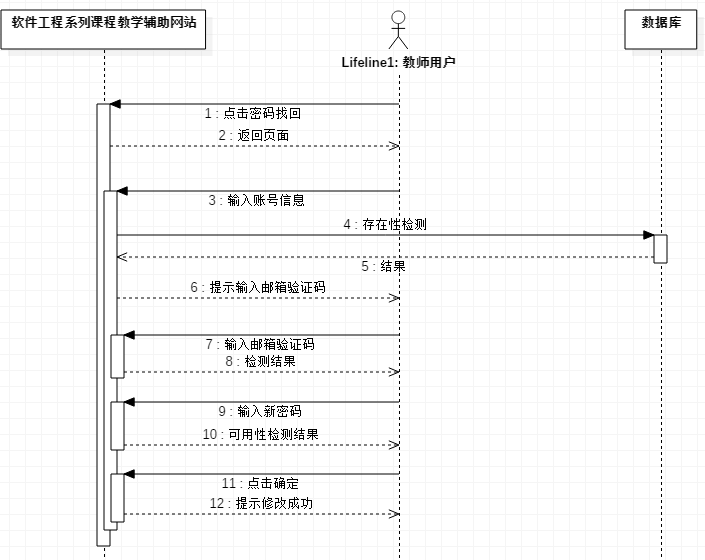 软件工程系列课程教学辅助网站
数据库
Lifeline1: 教师用户
1 : 点击密码找回
2 : 返回页面
3 : 输入账号信息
4 : 存在性检测
5 : 结果
6 : 提示输入邮箱验证码
7 : 输入邮箱验证码
8 : 检测结果
9 : 输入新密码
10 : 可用性检测结果
11 : 点击确定
12 : 提示修改成功